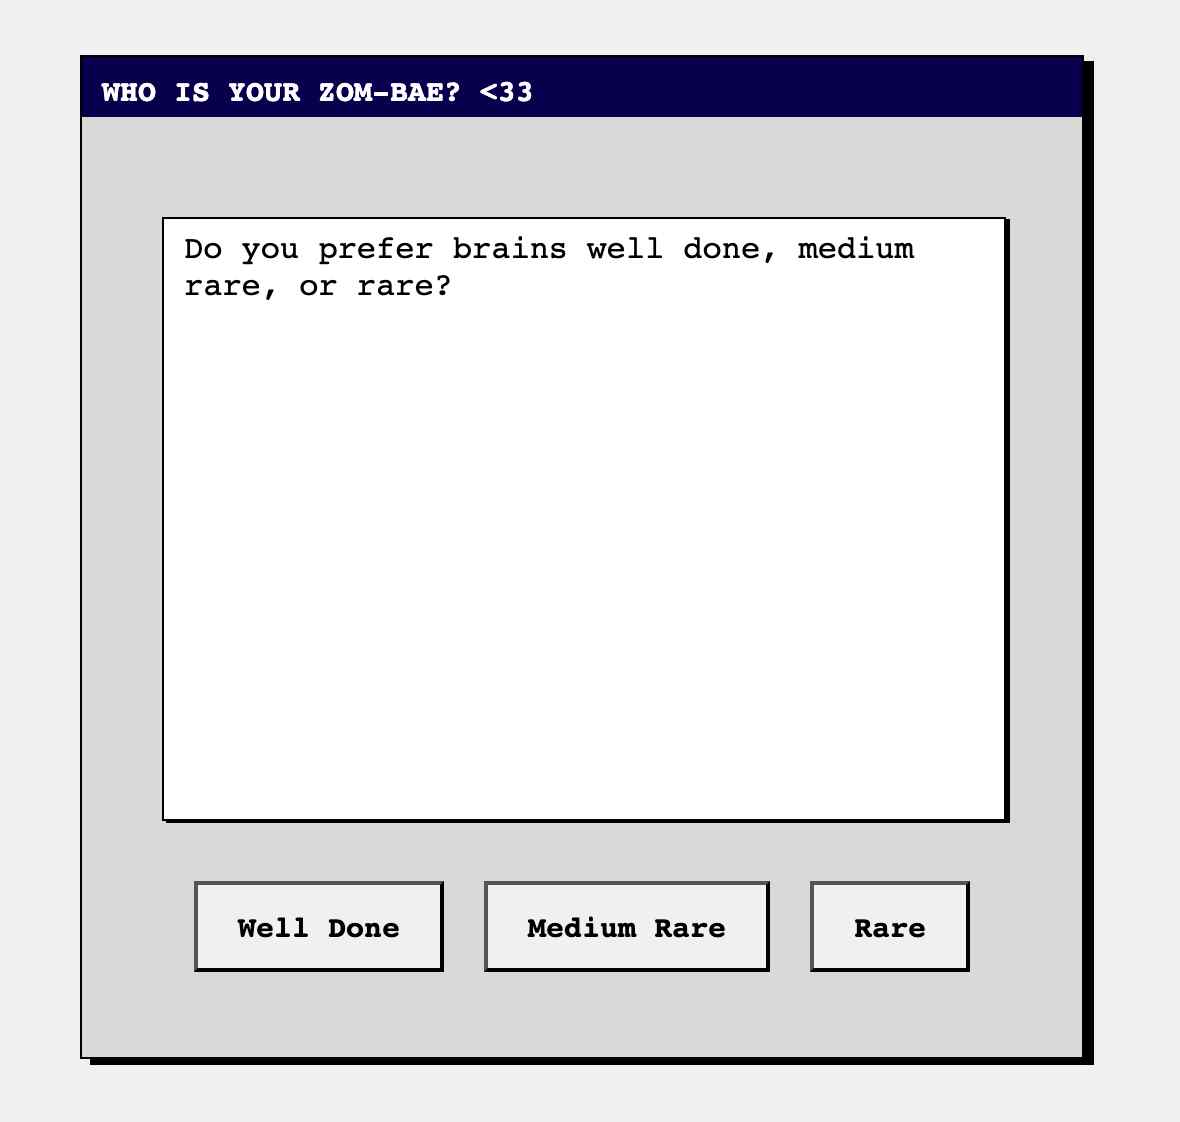 WHO IS YOUR ZOM-BAE? <33
Do you prefer brains well done, medium
rare, or rare?
Well Done
Medium Rare
Rare